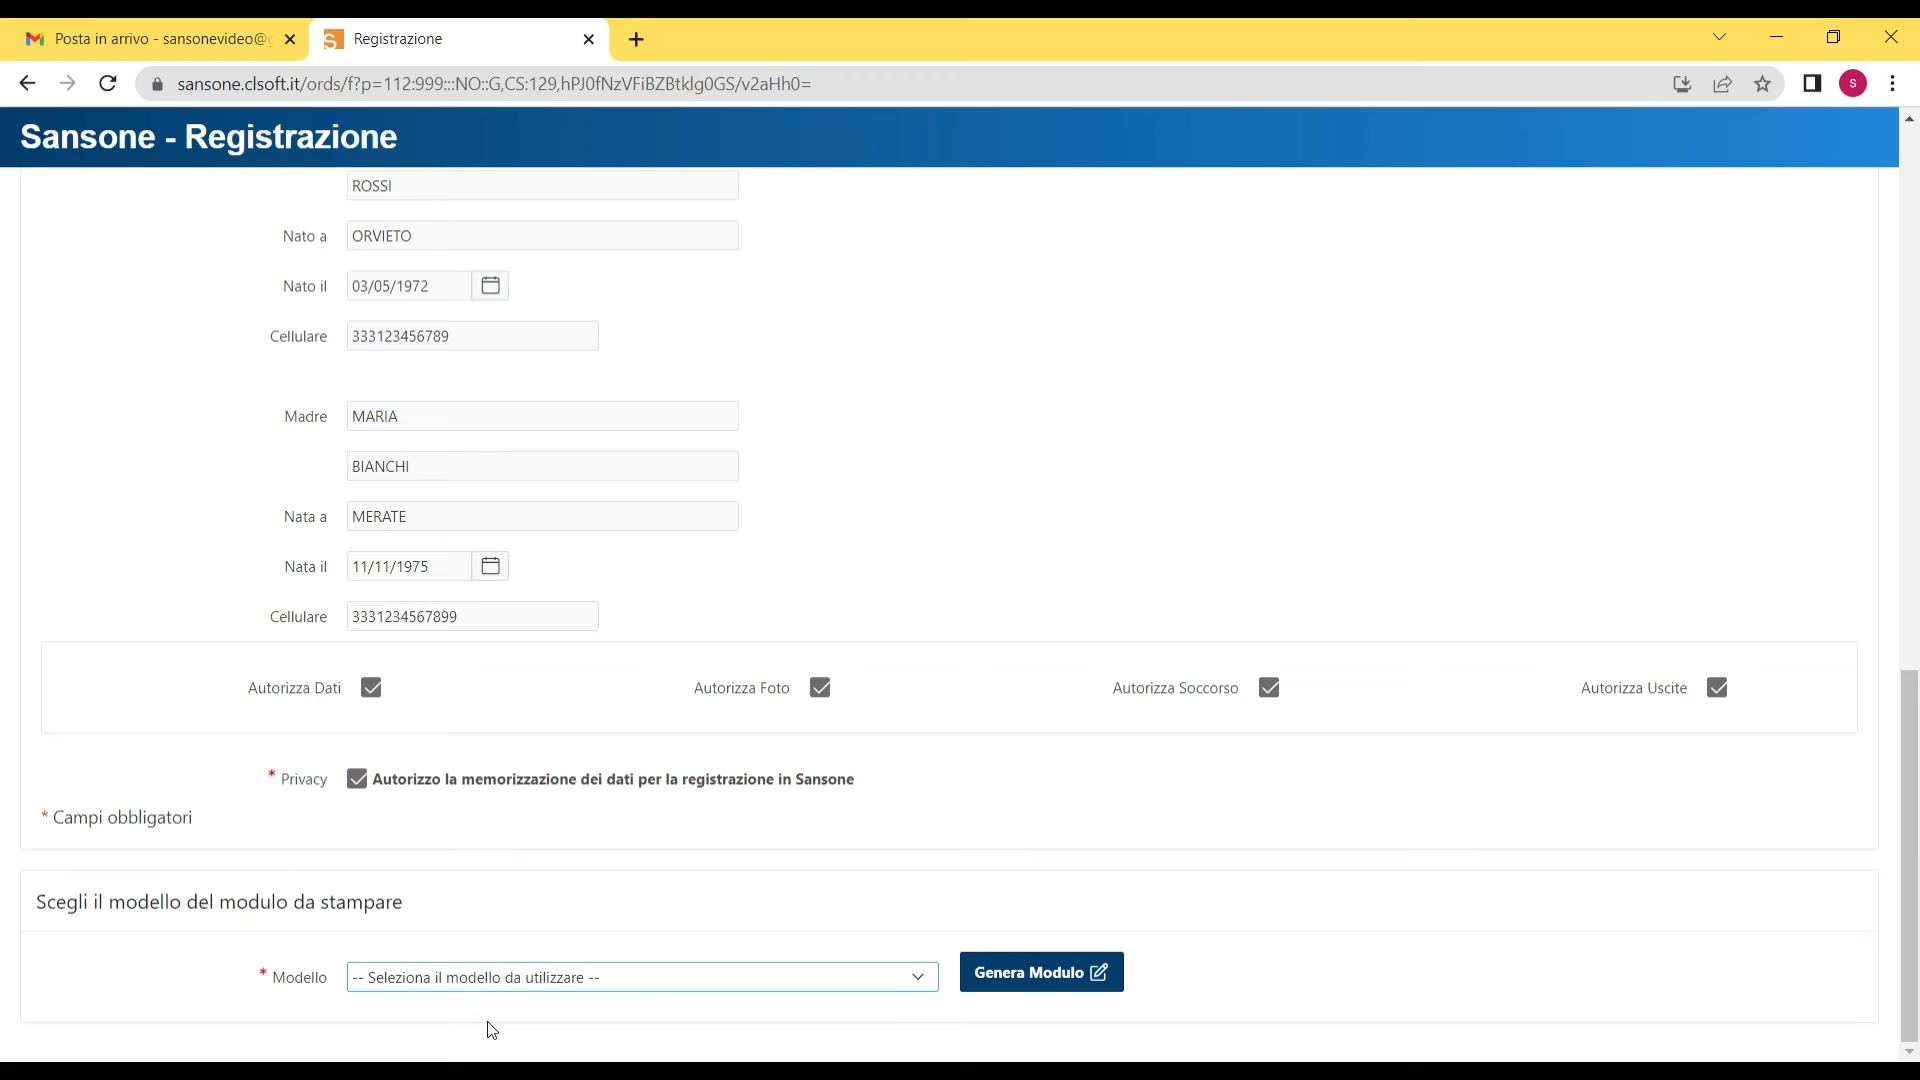 Posta in arrivo - sansonevideo@g
Registrazione
sansone.clsoft.it/ords/f?p=112:999:::NO::G,CS:129,hPJ0fNzVFiBZBtklg0GS/v2aHh0=
S
Sansone - Registrazione
ROSSI
Nato a ORVIETO
Nato il 03/05/1972
Cellulare 333123456789
Madre MARIA
BIANCHI
Nata a MERATE
Nata il 11/11/1975
Cellulare 3331234567899
Autorizza Dati Autorizza Foto Autorizza Soccorso Autorizza Uscite
* Privacy Autorizzo la memorizzazione dei dati per la registrazione in Sansone
* Campi obbligatori
Scegli il modello del modulo da stampare
* Modello -- Seleziona il modello da utilizzare -- Genera Modulo